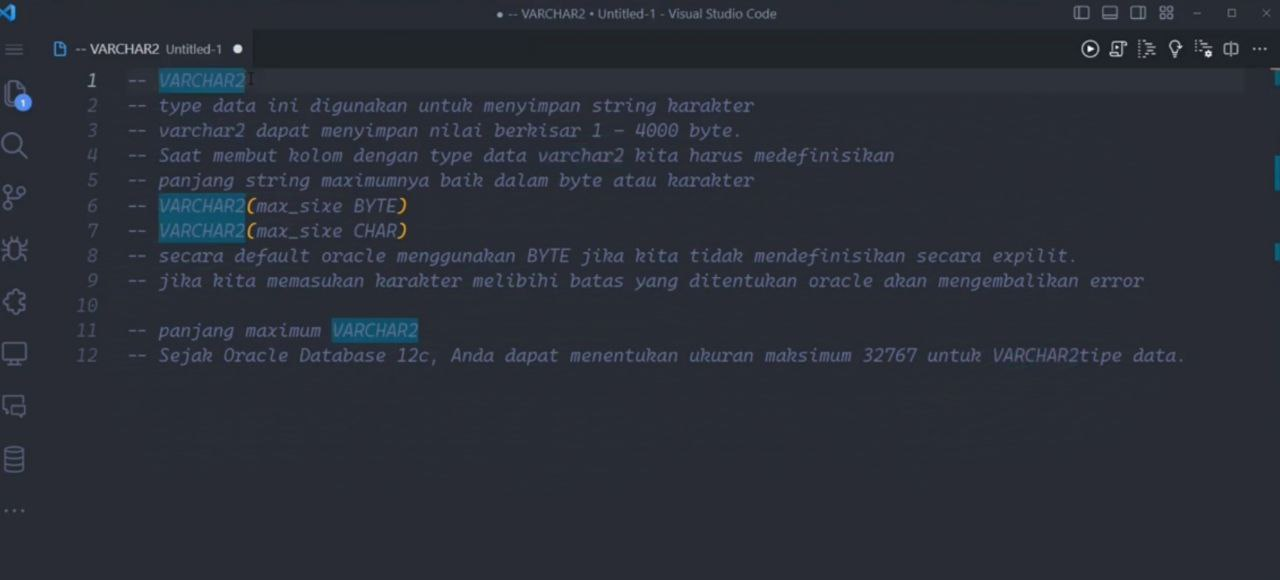 ● -- VARCHAR2 • Untitled-1 - Visual Studio Code
-- VARCHAR2 Untitled-1 ●
1 -- VARCHAR2
2 -- type data ini digunakan untuk menyimpan string karakter
3 -- varchar2 dapat menyimpan nilai berkisar 1 - 4000 byte.
4 -- Saat membut kolom dengan type data varchar2 kita harus medefinisikan
5 -- panjang string maximumnya baik dalam byte atau karakter
6 -- VARCHAR2(max_sixe BYTE)
7 -- VARCHAR2(max_sixe CHAR)
8 -- secara default oracle menggunakan BYTE jika kita tidak mendefinisikan secara expilit.
9 -- jika kita memasukan karakter melibihi batas yang ditentukan oracle akan mengembalikan error
10
11 -- panjang maximum VARCHAR2
12 -- Sejak Oracle Database 12c, Anda dapat menentukan ukuran maksimum 32767 untuk VARCHAR2tipe data.
1